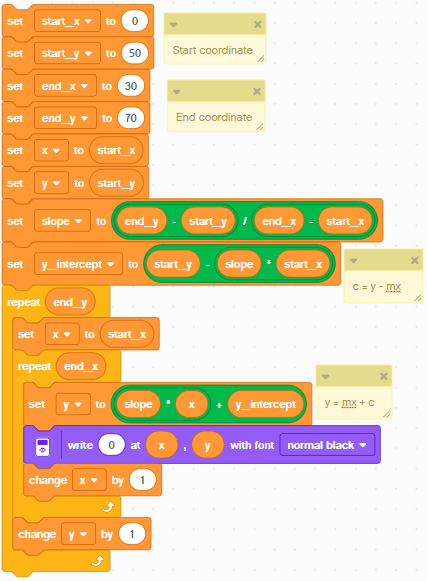 set start_x to 0
Start coordinate
set start_y to 50
set end_x to 30
End coordinate
set end_y to 70
set x to start_x
set y to start_y
set slope to end_y - start_y / end_x - start_x
set y_intercept to start_y - slope * start_x
c = y - mx
repeat end_y
set x to start_x
repeat end_x
set y to slope * x + y_intercept
y = mx + c
write 0 at x , y with font normal black
change x by 1
change y by 1